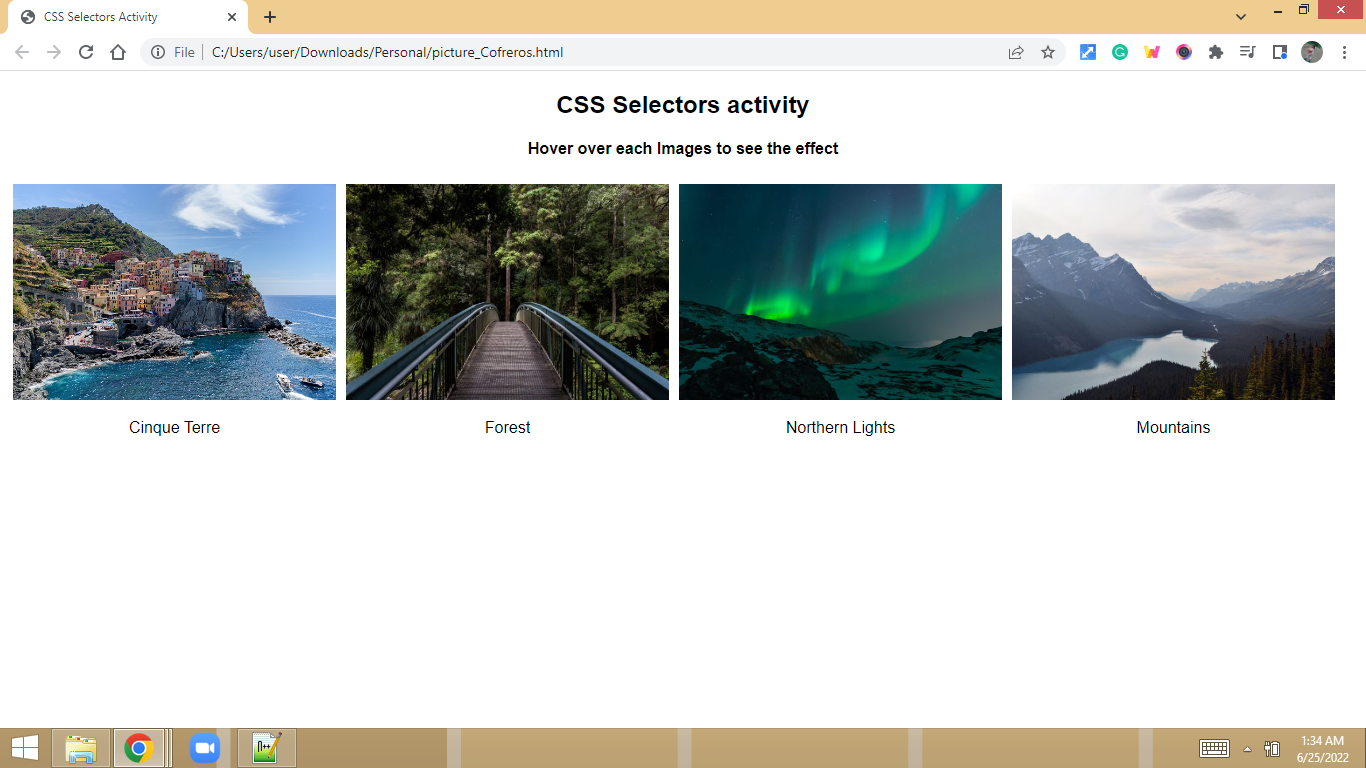 CSS Selectors Activity
File
C:/Users/user/Downloads/Personal/picture_Cofreros.html
CSS Selectors activity
Hover over each Images to see the effect
Cinque Terre
Forest
Northern Lights
Mountains
1:34 AM
6/25/2022